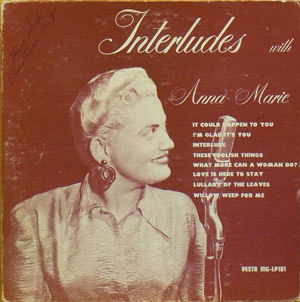 Interludes
with
Anna Marie
IT COULD HAPPEN TO YOU
I'M GLAD IT'S YOU
INTERLUDE
THESE FOOLISH THINGS
WHAT MORE CAN A WOMAN DO?
LOVE IS HERE TO STAY
LULLABY OF THE LEAVES
WILLOW WEEP FOR ME
VESTA MG-LP101